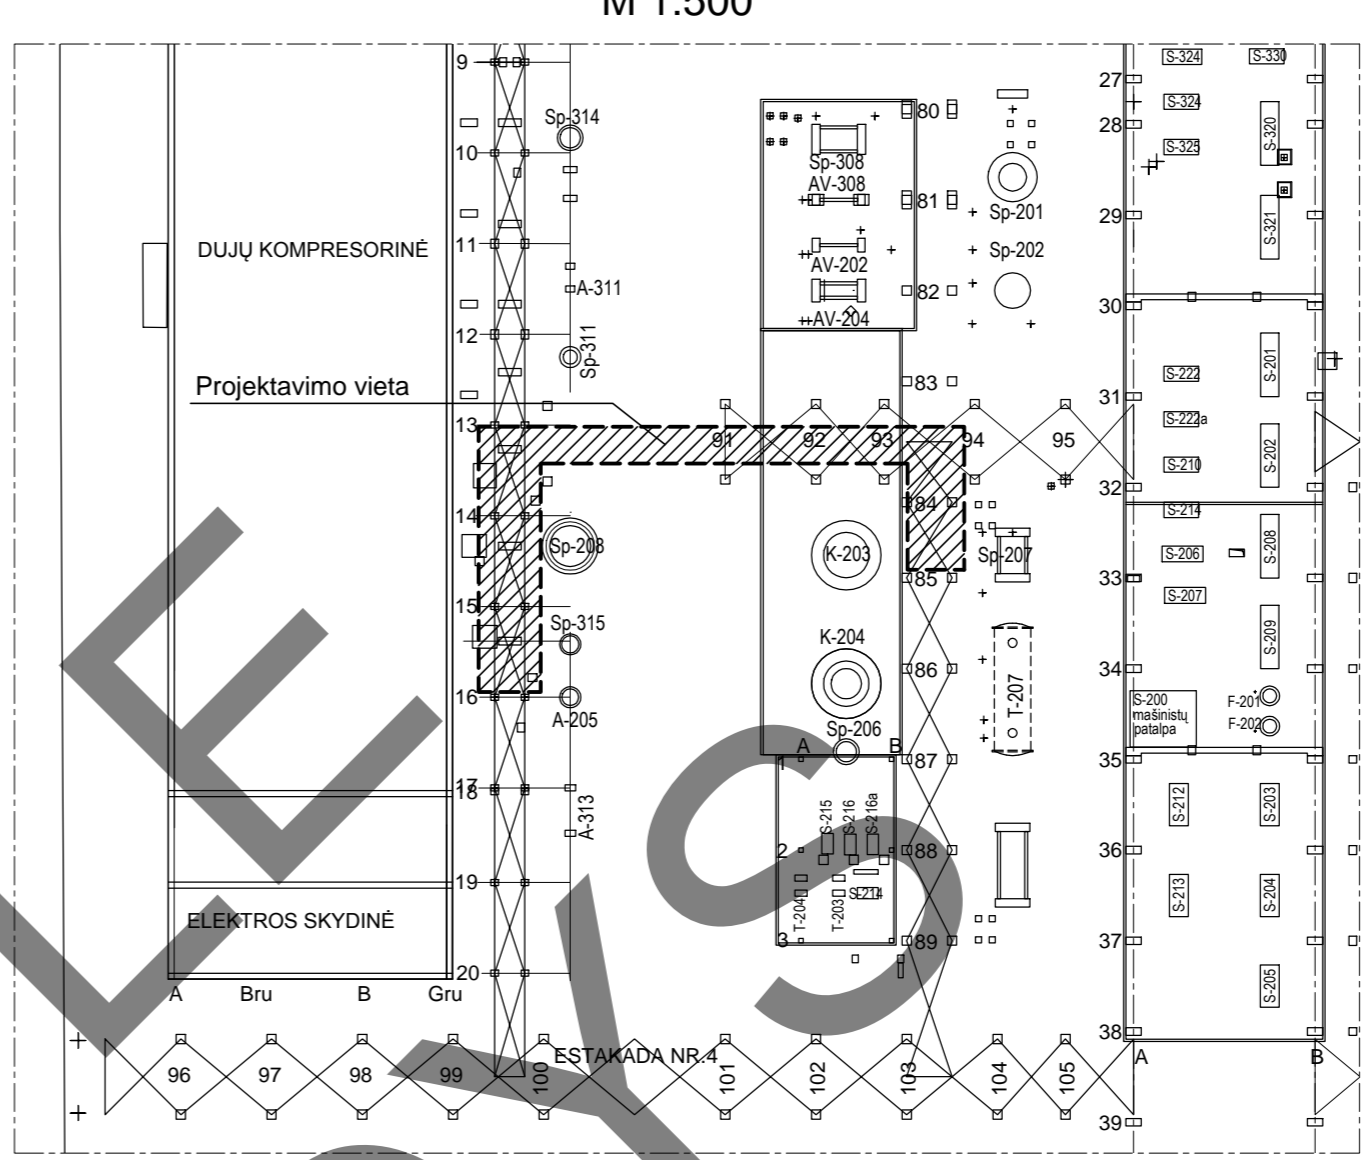 M 1:500
9
10
11
12
13
14
15
16
17
18
19
20
DUJŲ KOMPRESORINĖ
Projektavimo vieta
ELEKTROS SKYDINĖ
A
Bru
B
Gru
Sp-314
A-311
Sp-311
Sp-208
Sp-315
A-205
A-313
Sp-308
AV-308
AV-202
AV-204
80
81
82
83
84
85
86
87
88
89
Sp-201
Sp-202
91
92
93
94
95
K-203
K-204
Sp-206
Sp-207
T-207
A
B
1
2
3
S-215
S-216
S-216a
T-204
T-203
S-214
27
28
29
30
31
32
33
34
35
36
37
38
39
S-324
S-330
S-324
S-325
S-320
S-321
S-222
S-201
S-222a
S-210
S-202
S-214
S-206
S-208
S-207
S-209
S-200
mašinistų
patalpa
F-201
F-202
S-212
S-203
S-213
S-204
S-205
A
B
ESTAKADA NR.4
96
97
98
99
100
101
102
103
104
105